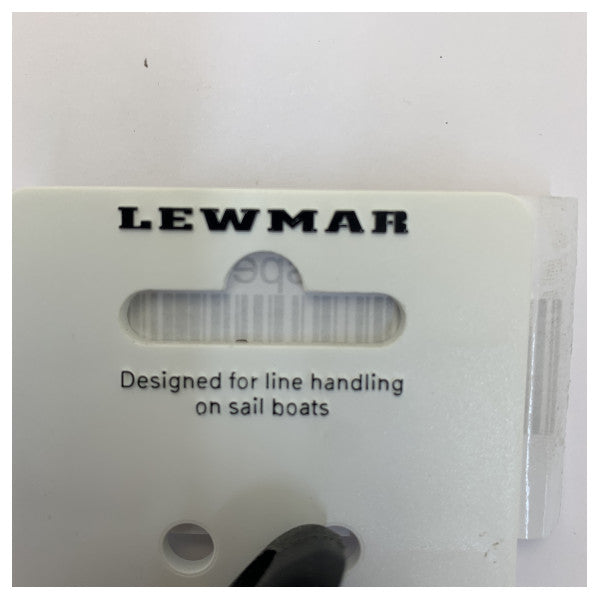 LEWMAR
Designed for line handling
on sail boats